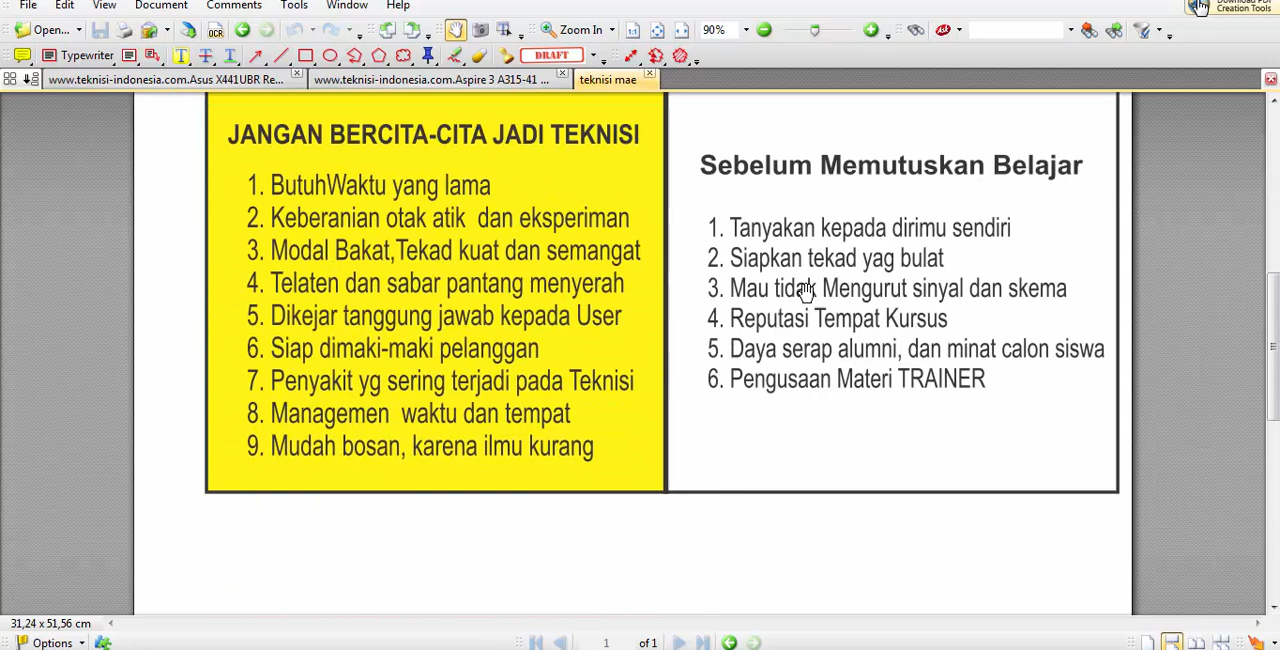 File Edit View Document Comments Tools Window Help
Download PDF
Creation Tools
Open... OCR Zoom In 1:1 90%
Typewriter T T T DRAFT
www.teknisi-indonesia.com.Asus X441UBR Re... www.teknisi-indonesia.com.Aspire 3 A315-41 ... teknisi mae
JANGAN BERCITA-CITA JADI TEKNISI
1. ButuhWaktu yang lama
2. Keberanian otak atik dan eksperiman
3. Modal Bakat,Tekad kuat dan semangat
4. Telaten dan sabar pantang menyerah
5. Dikejar tanggung jawab kepada User
6. Siap dimaki-maki pelanggan
7. Penyakit yg sering terjadi pada Teknisi
8. Managemen waktu dan tempat
9. Mudah bosan, karena ilmu kurang
Sebelum Memutuskan Belajar
1. Tanyakan kepada dirimu sendiri
2. Siapkan tekad yag bulat
3. Mau tidak Mengurut sinyal dan skema
4. Reputasi Tempat Kursus
5. Daya serap alumni, dan minat calon siswa
6. Pengusaan Materi TRAINER
31,24 x 51,56 cm
Options 1 of 1